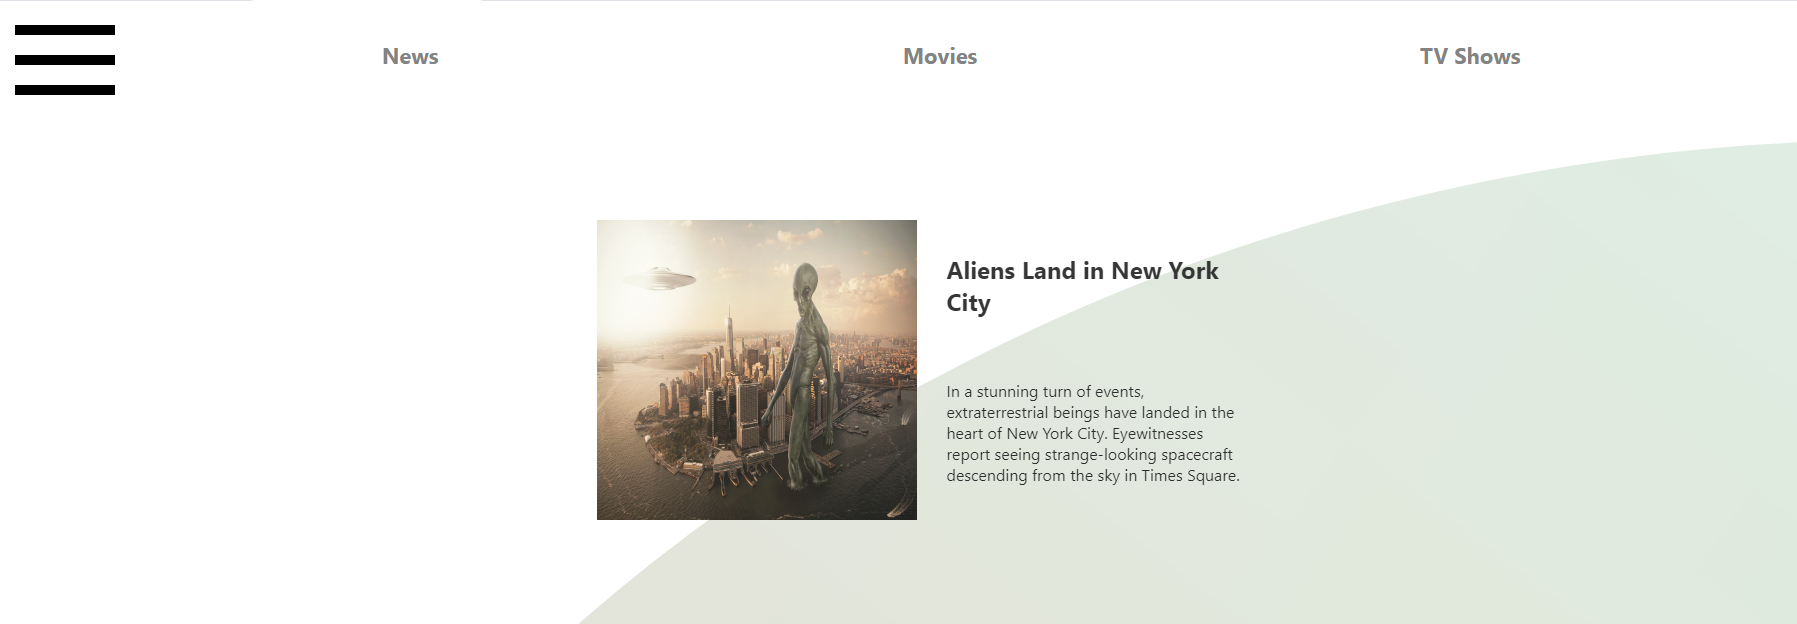 News
Movies
TV Shows
Aliens Land in New York
City
In a stunning turn of events,
extraterrestrial beings have landed in the
heart of New York City. Eyewitnesses
report seeing strange-looking spacecraft
descending from the sky in Times Square.